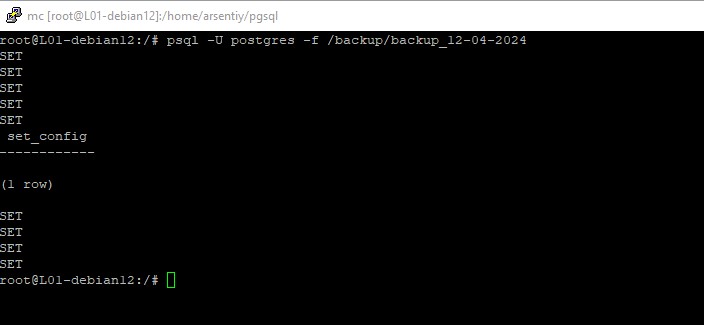 mc [root@L01-debian12]:/home/arsentiy/pgsql
root@L01-debian12:/# psql -U postgres -f /backup/backup_12-04-2024
SET
SET
SET
SET
SET
 set_config
------------
(1 row)
SET
SET
SET
SET
root@L01-debian12:/#